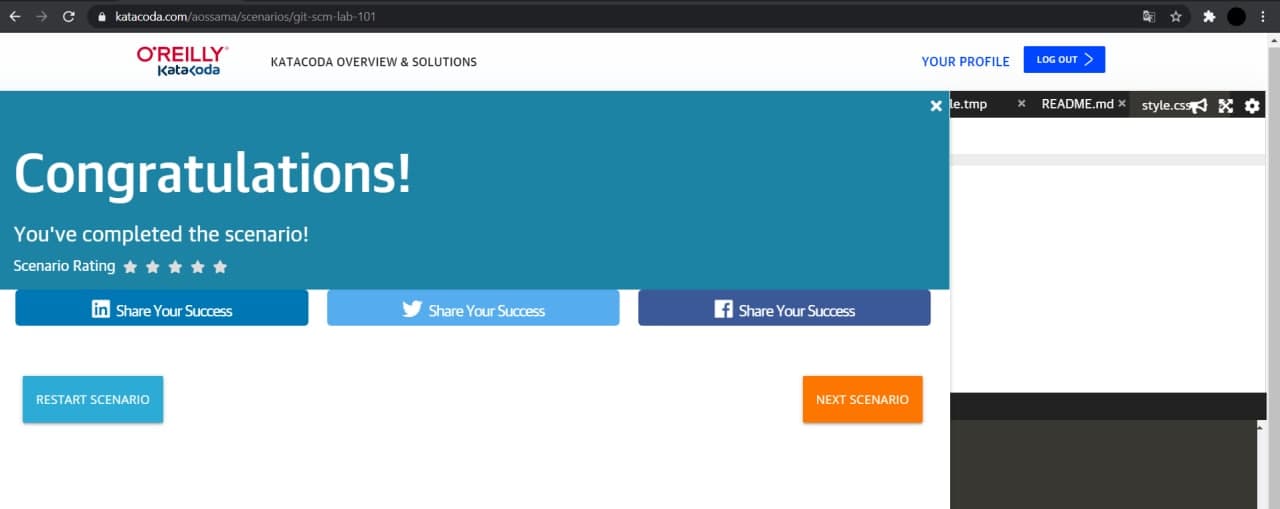 katacoda.com/aossama/scenarios/git-scm-lab-101
O'REILLY
Katacoda
KATACODA OVERVIEW & SOLUTIONS
YOUR PROFILE
LOG OUT
le.tmp
README.md
style.css
Congratulations!
You've completed the scenario!
Scenario Rating
Share Your Success
Share Your Success
Share Your Success
RESTART SCENARIO
NEXT SCENARIO